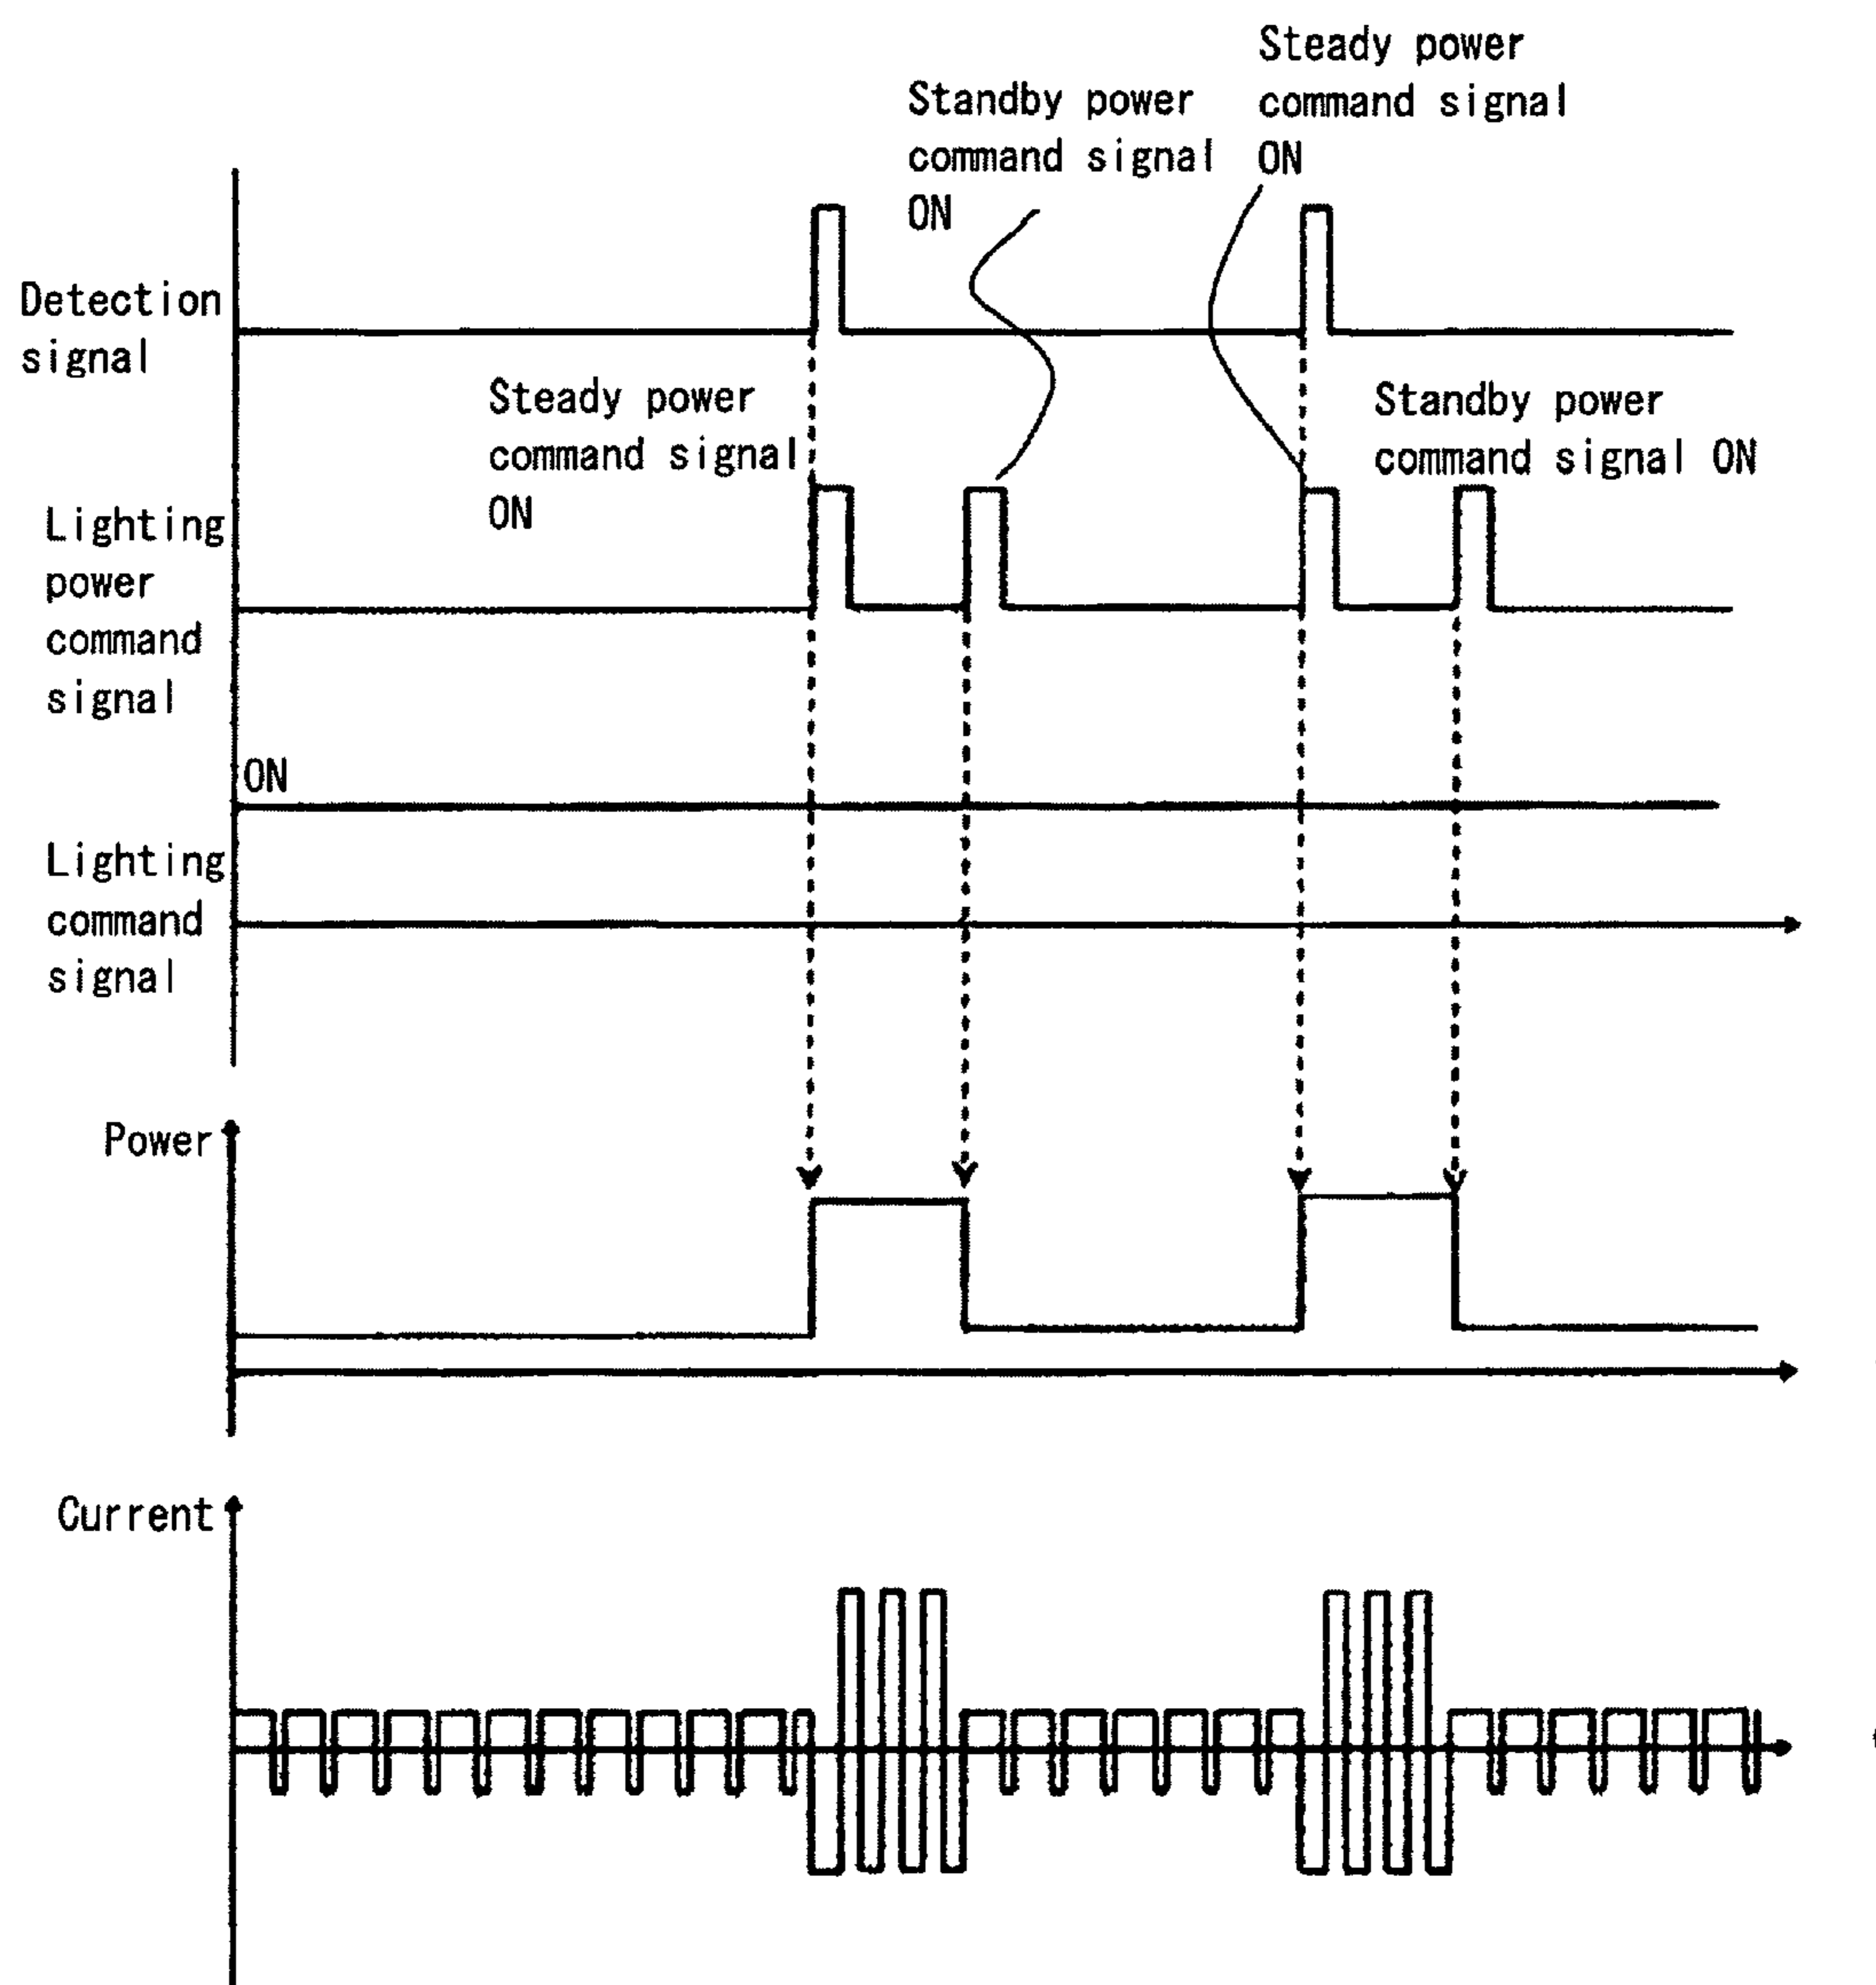 Steady power
command signal
ON
Standby power
command signal
ON
Detection
signal
Steady power
command signal
ON
Standby power
command signal ON
Lighting
power
command
signal
ON
Lighting
command
signal
Power
Current